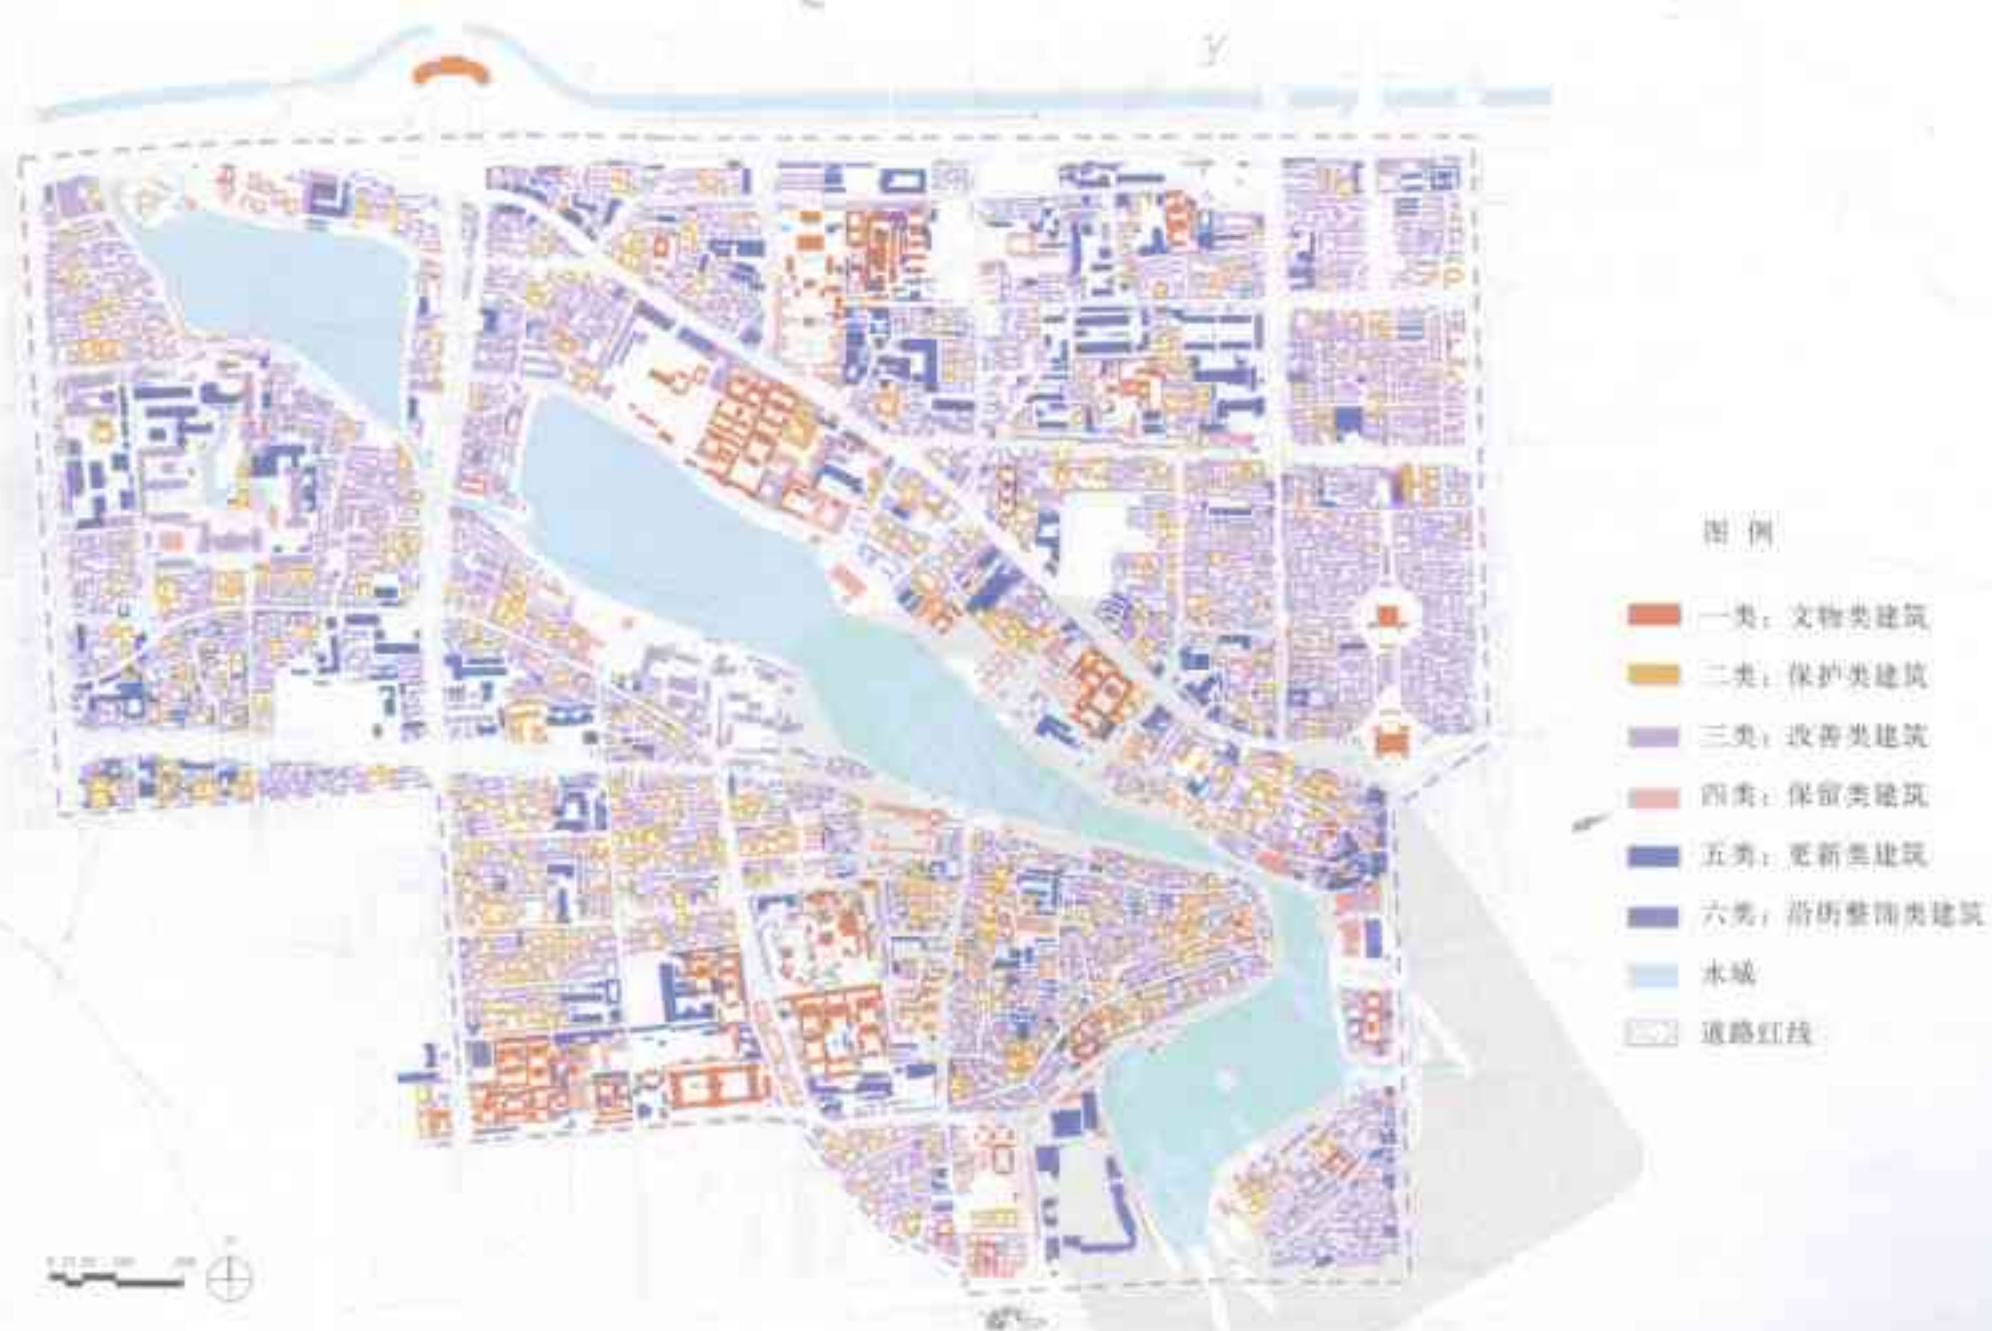 图 例
一类：文物类建筑
二类：保护类建筑
三类：改善类建筑
四类：保留类建筑
五类：更新类建筑
六类：沿街整饰类建筑
水域
道路红线